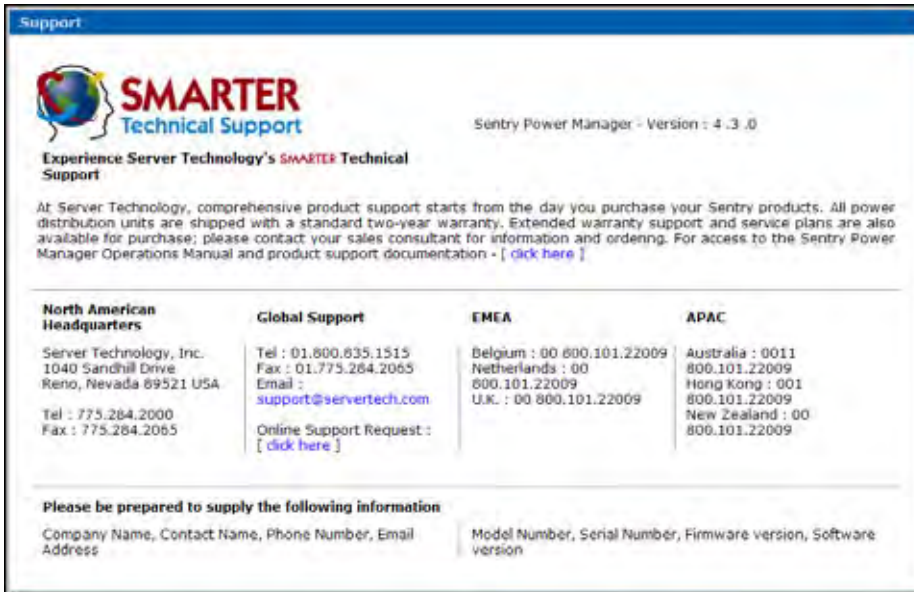 Support
SMARTER
Technical Support
Sentry Power Manager - Version : 4 .3 .0
Experience Server Technology's SMARTER Technical
Support
At Server Technology, comprehensive product support starts from the day you purchase your Sentry products. All power
distribution units are shipped with a standard two-year warranty. Extended warranty support and service plans are also
available for purchase; please contact your sales consultant for information and ordering. For access to the Sentry Power
Manager Operations Manual and product support documentation - [ click here ]
North American
Headquarters
Server Technology, Inc.
1040 Sandhill Drive
Reno, Nevada 89521 USA
Tel : 775.284.2000
Fax : 775.284.2065
Global Support
Tel : 01.800.835.1515
Fax : 01.775.284.2065
Email :
support@servertech.com
Online Support Request :
[ click here ]
EMEA
Belgium : 00 800.101.22009
Netherlands : 00
800.101.22009
U.K. : 00 800.101.22009
APAC
Australia : 0011
800.101.22009
Hong Kong : 001
800.101.22009
New Zealand : 00
800.101.22009
Please be prepared to supply the following information
Company Name, Contact Name, Phone Number, Email
Address
Model Number, Serial Number, Firmware version, Software
version